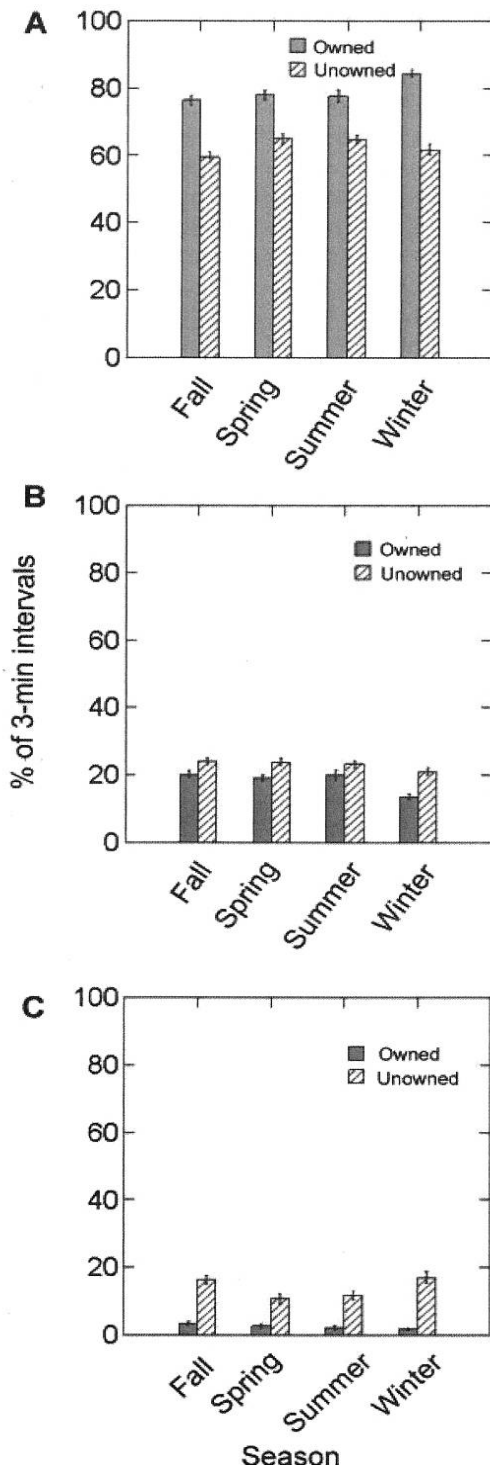 A
100
80
60
40
20
0
Owned
Unowned
Fall
Spring
Summer
Winter
B
100
80
60
40
20
0
Owned
Unowned
Fall
Spring
Summer
Winter
% of 3-min intervals
C
100
80
60
40
20
0
Owned
Unowned
Fall
Spring
Summer
Winter
Season